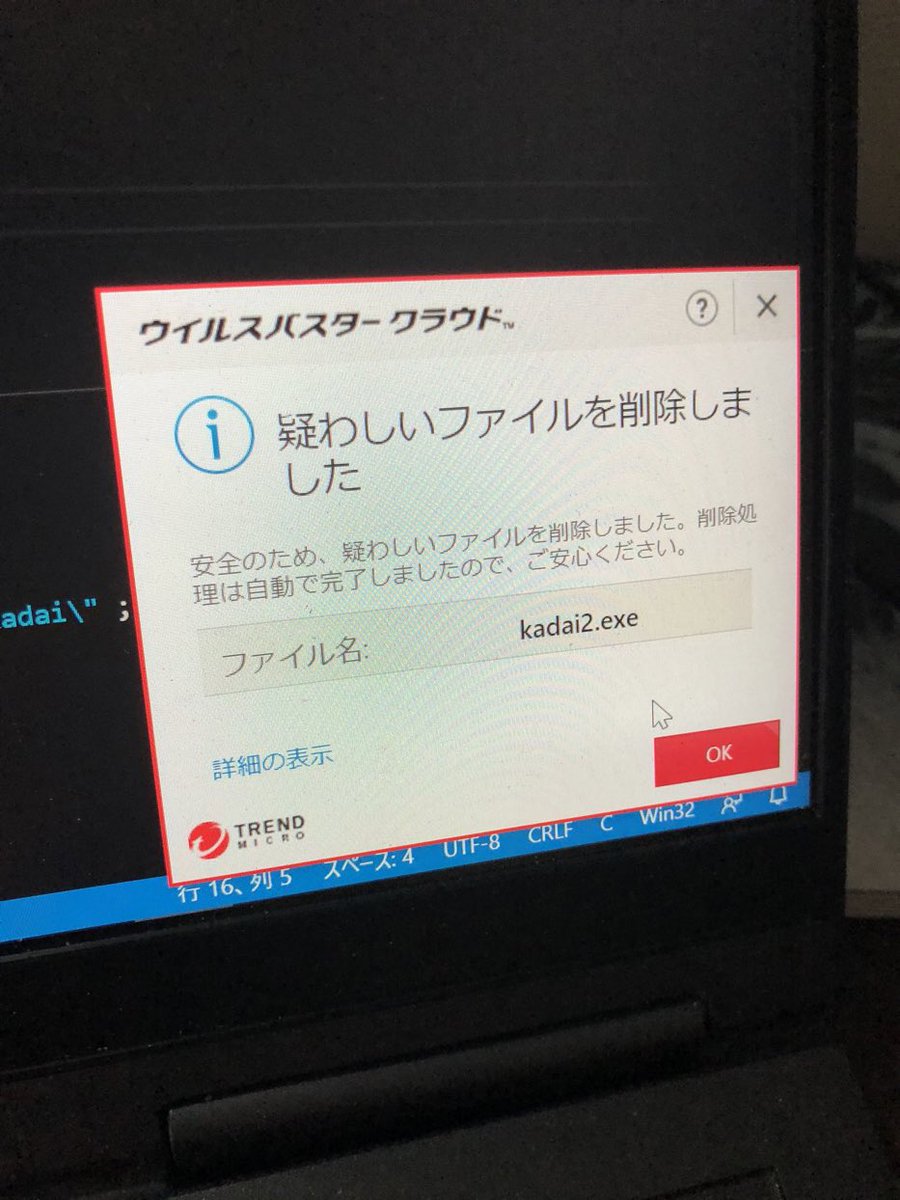 ウイルスバスター クラウド™
?
疑わしいファイルを削除しま
した
安全のため、疑わしいファイルを削除しました。削除処
理は自動で完了しましたので、ご安心ください。
adai\" ;
ファイル名: kadai2.exe
詳細の表示
OK
TREND
MICRO
行 16、列 5 スペース: 4 UTF-8 CRLF C Win32